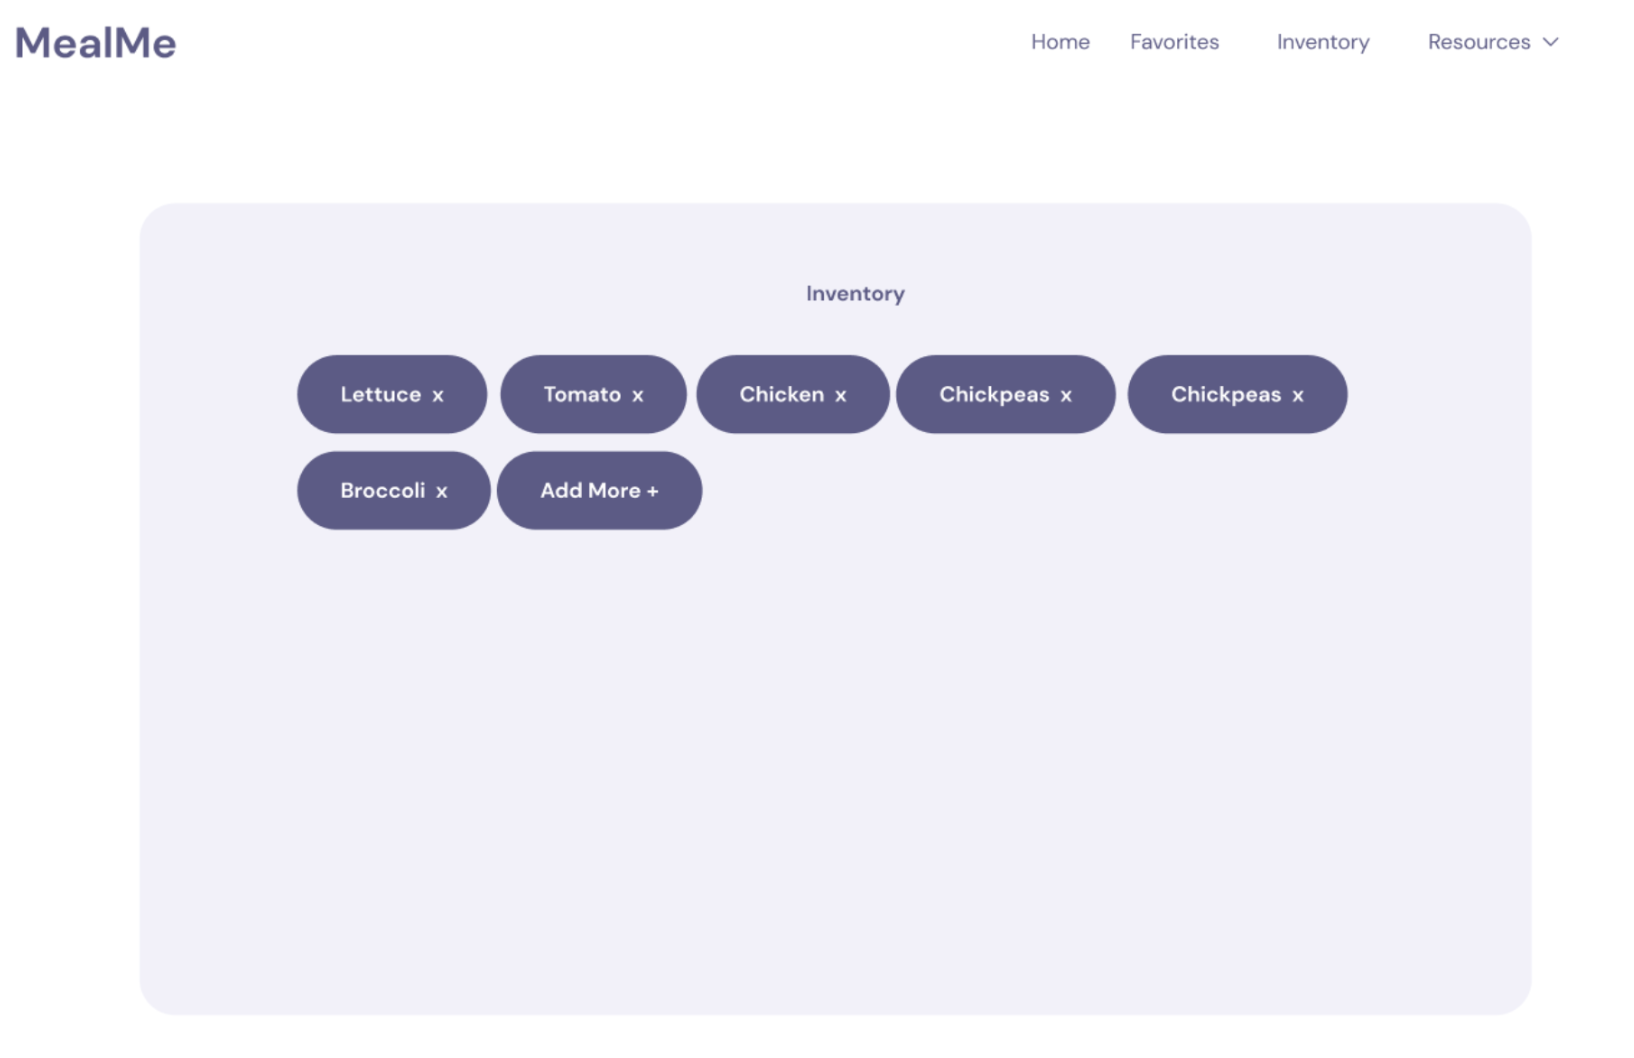 MealMe Home Favorites Inventory Resources
Inventory
Lettuce x Tomato x Chicken x Chickpeas x Chickpeas x
Broccoli x Add More +